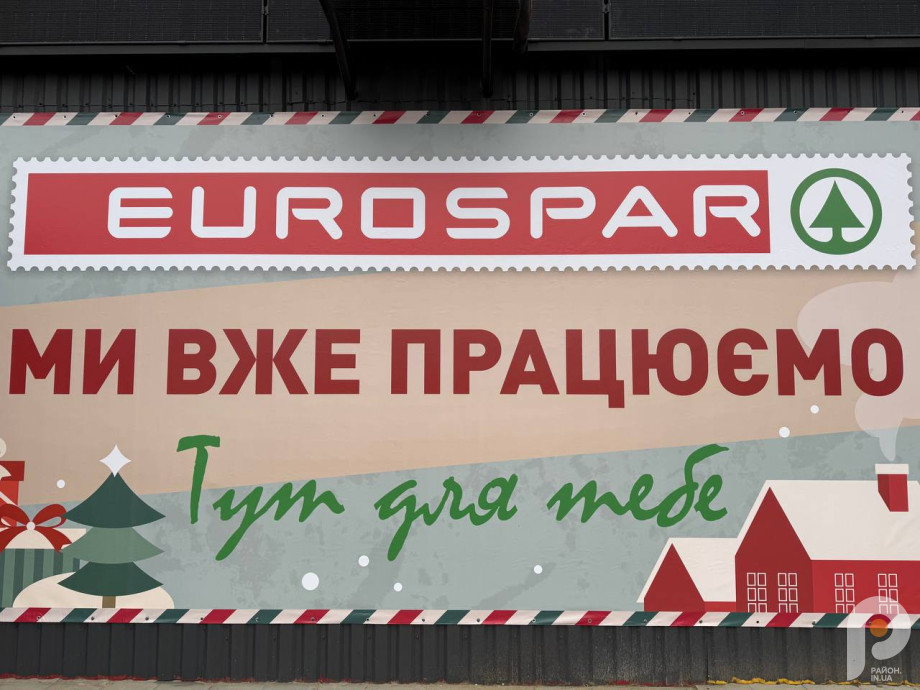 EUROSPAR
МИ ВЖЕ ПРАЦЮЄМО
Тут для тебе
РАЙОН.
IN.UA